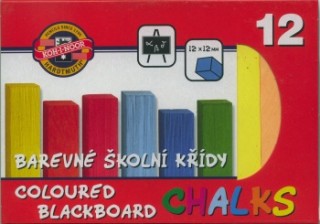 KOH-I-NOOR
HARDTMUTH
12 x 12 MM
12
BAREVNÉ ŠKOLNÍ KŘÍDY
COLOURED
BLACKBOARD
CHALKS